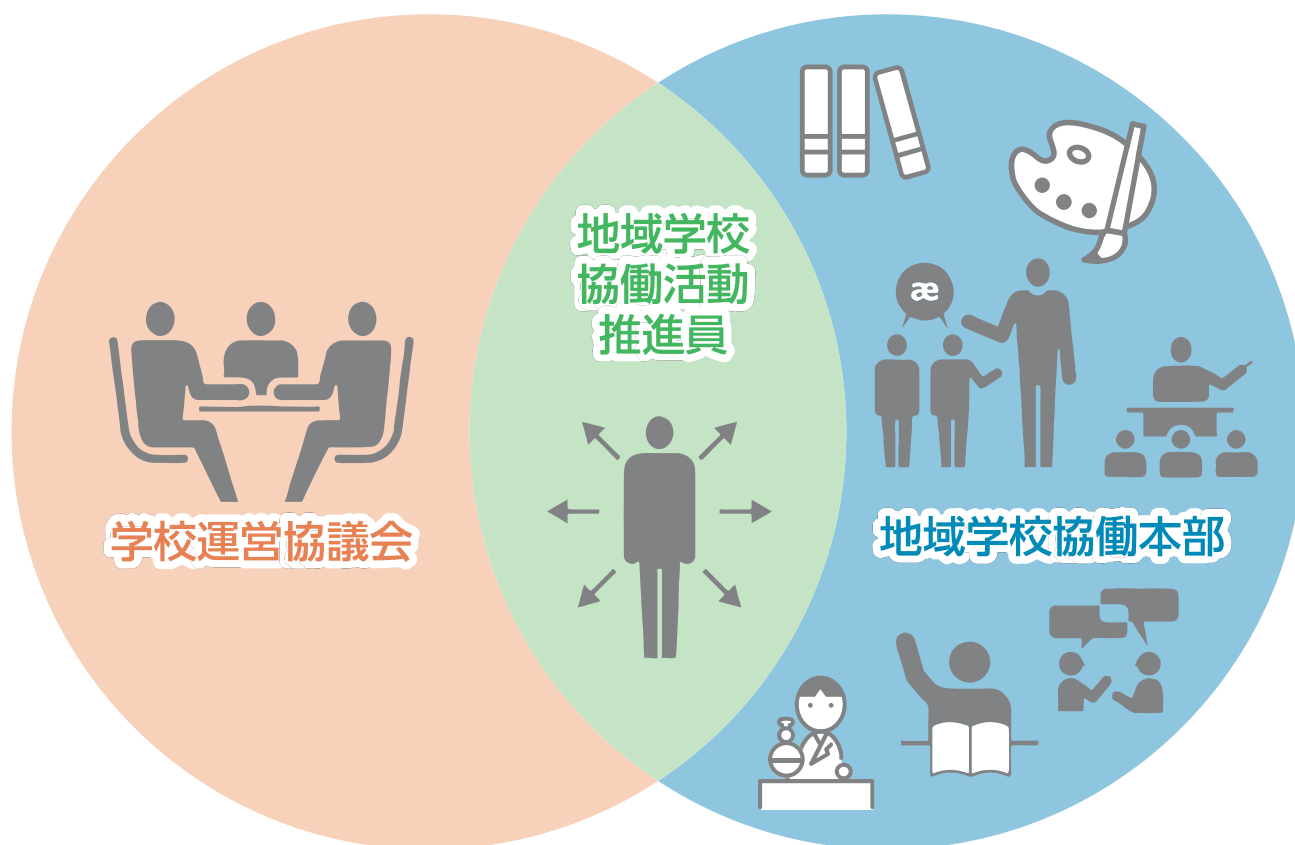 地域学校
協働活動
推進員
æ
学校運営協議会
地域学校協働本部